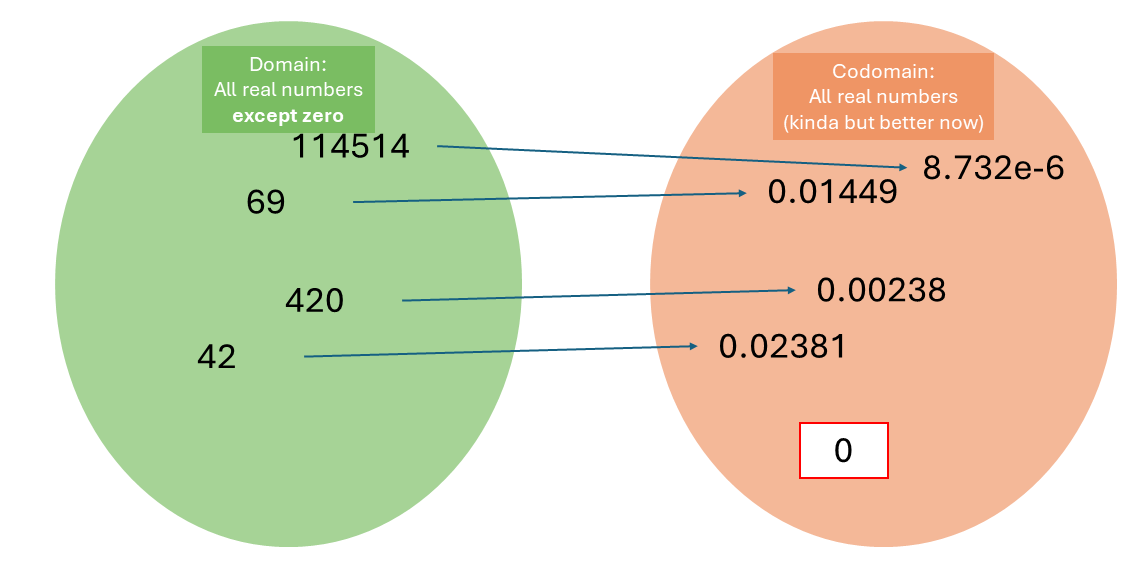 Domain:
All real numbers
except zero
Codomain:
All real numbers
(kinda but better now)
114514
8.732e-6
69
0.01449
420
0.00238
42
0.02381
0